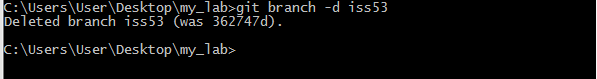 C:\Users\User\Desktop\my_lab>git branch -d iss53
Deleted branch iss53 (was 362747d).
C:\Users\User\Desktop\my_lab>